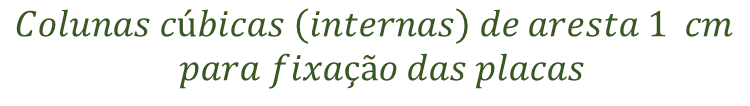 Colunas cúbicas (internas) de aresta 1 cm
para fixação das placas